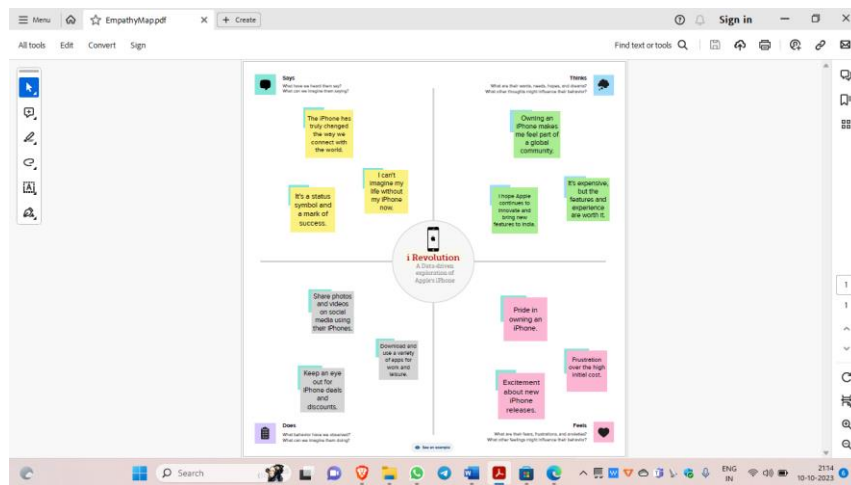 Menu
EmpathyMap.pdf
+ Create
Sign in
All tools
Edit
Convert
Sign
Find text or tools
Says
What have we heard them say?
What can we imagine them saying?
Thinks
What are their wants, needs, hopes, and dreams?
What other thoughts might influence their behavior?
The iPhone has
truly changed
the way we
connect with
the world.
I can't
imagine my
life without
my iPhone
now.
It's a status
symbol and
a mark of
success.
Owning an
iPhone makes
me feel part of
a global
community.
I hope Apple
continues to
innovate and
bring new
features to India.
It's expensive,
but the
features and
experience
are worth it.
i Revolution
A Data-driven
exploration of
Apple's iPhone
Share photos
and videos
on social
media using
their iPhones.
Download and
use a variety
of apps for
work and
leisure.
Keep an eye
out for
iPhone deals
and
discounts.
Pride in
owning an
iPhone.
Frustration
over the high
initial cost.
Excitement
about new
iPhone
releases.
Does
What behavior have we observed?
What can we imagine them doing?
Feels
What are their fears, frustrations, and anxieties?
What other feelings might influence their behavior?
See an example
1
1
Search
ENG
IN
21:14
10-10-2023